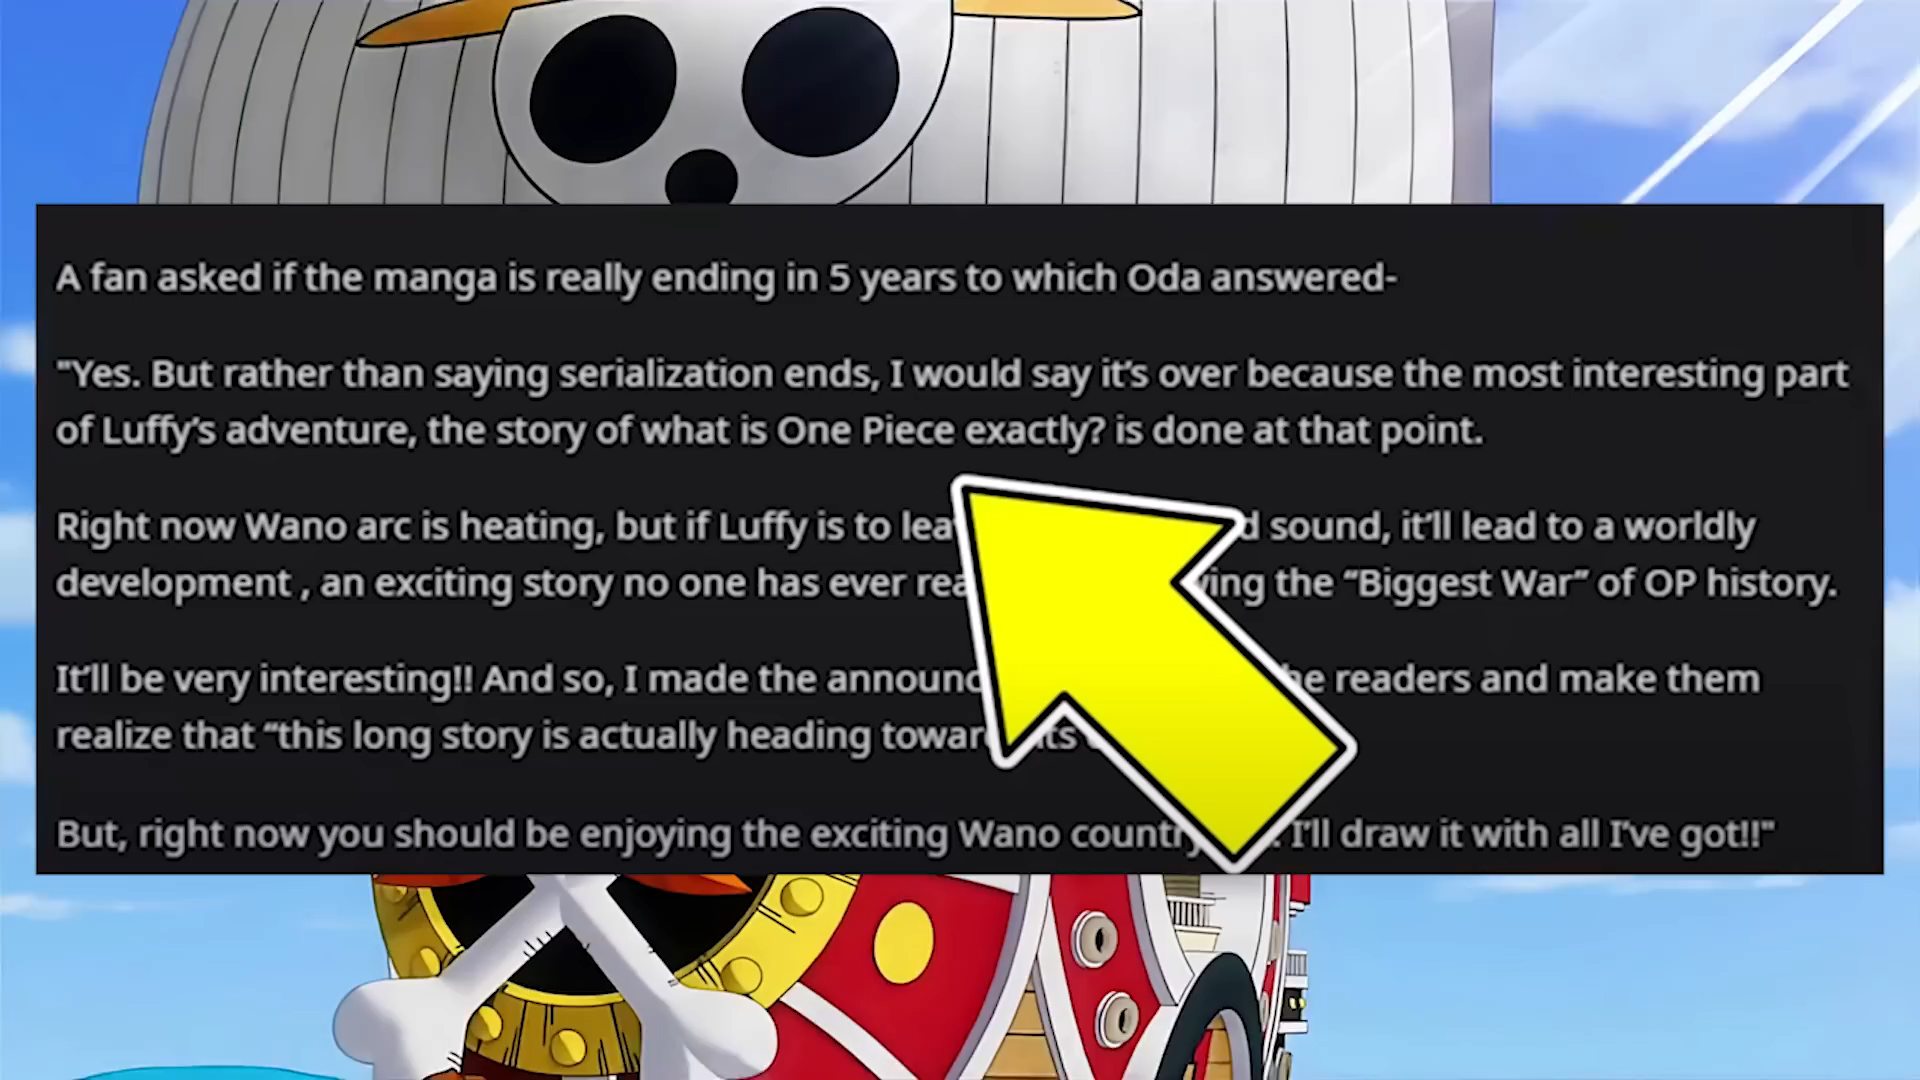 A fan asked if the manga is really ending in 5 years to which Oda answered-
"Yes. But rather than saying serialization ends, I would say it's over because the most interesting part
of Luffy's adventure, the story of what is One Piece exactly? is done at that point.
Right now Wano arc is heating, but if Luffy is to sound, it'll lead to a worldly
development , an exciting story no one has ever the "Biggest War" of OP history.
It'll be very interesting!! And so, I made the readers and make them
realize that "this long story is actually heading
But, right now you should be enjoying the exciting Wano I'll draw it with all I've got!!"